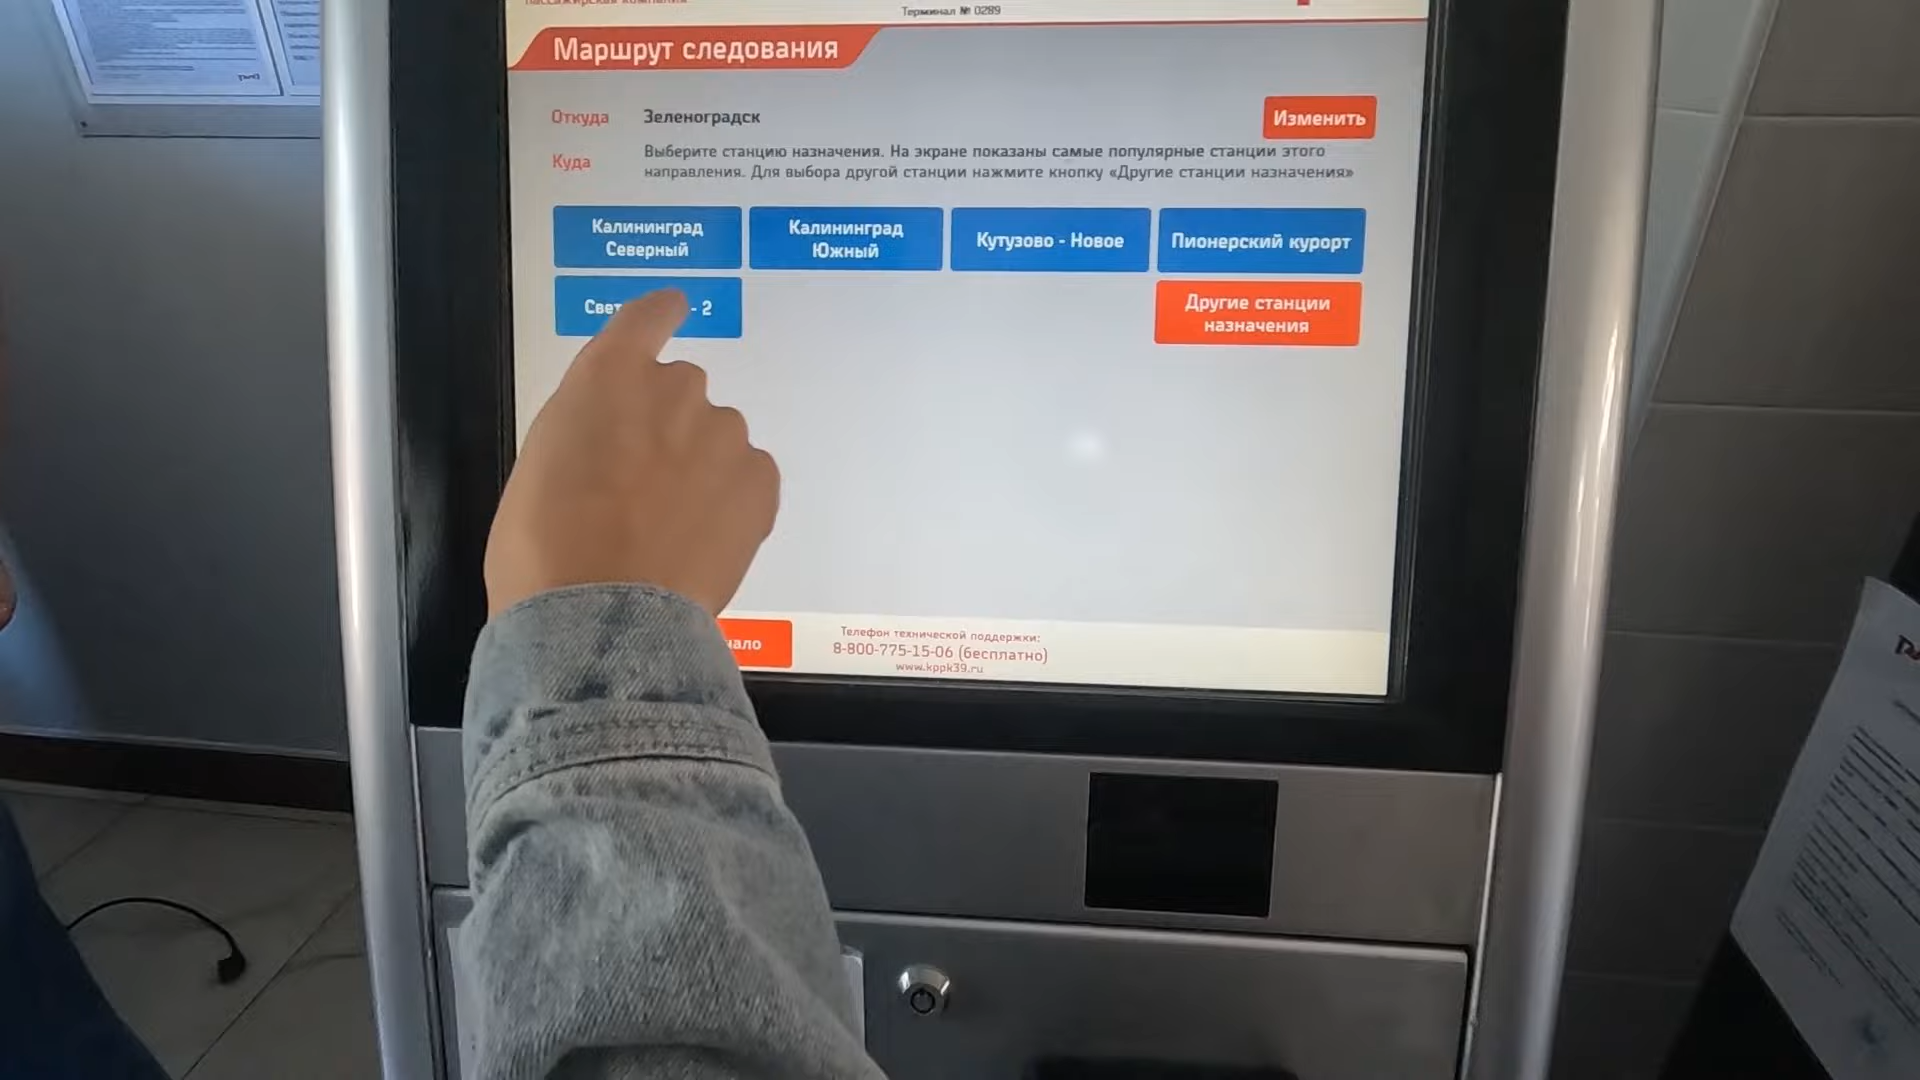 Терминал № 0289
Маршрут следования
Откуда Зеленоградск
Изменить
Куда
Выберите станцию назначения. На экране показаны самые популярные станции этого
направления. Для выбора другой станции нажмите кнопку «Другие станции назначения»
Калининград
Северный
Калининград
Южный
Кутузово - Новое
Пионерский курорт
Свет - 2
Другие станции
назначения
Телефон технической поддержки:
8-800-775-15-06 (бесплатно)
www.kppk39.ru